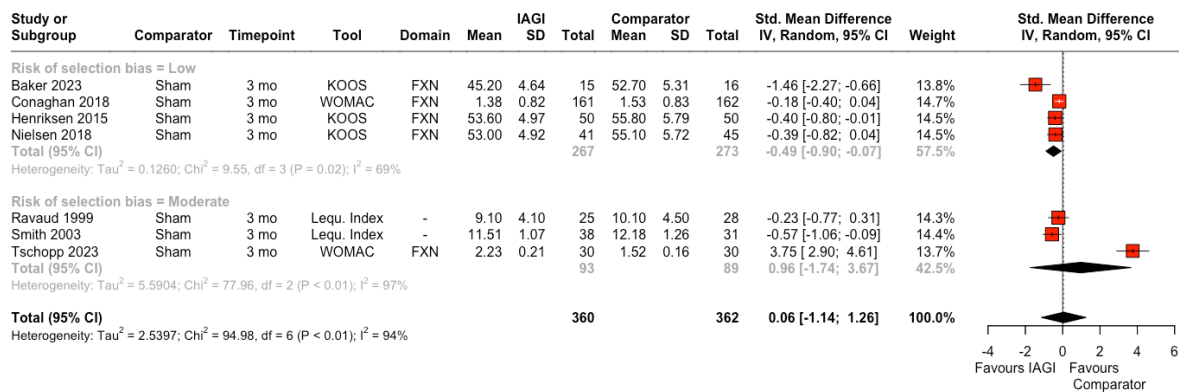 Study or IAGI Comparator Std. Mean Difference Std. Mean Difference
Subgroup Comparator Timepoint Tool Domain Mean SD Total Mean SD Total IV, Random, 95% CI Weight IV, Random, 95% CI
Risk of selection bias = Low
Baker 2023 Sham 3 mo KOOS FXN 45.20 4.64 15 52.70 5.31 16 -1.46 [-2.27; -0.66] 13.8%
Conaghan 2018 Sham 3 mo WOMAC FXN 1.38 0.82 161 1.53 0.83 162 -0.18 [-0.40; 0.04] 14.7%
Henriksen 2015 Sham 3 mo KOOS FXN 53.60 4.97 50 55.80 5.79 50 -0.40 [-0.80; -0.01] 14.5%
Nielsen 2018 Sham 3 mo KOOS FXN 53.00 4.92 41 55.10 5.72 45 -0.39 [-0.82; 0.04] 14.5%
Total (95% CI) 267 273 -0.49 [-0.90; -0.07] 57.5%
Heterogeneity: Tau² = 0.1260; Chi² = 9.55, df = 3 (P = 0.02); I² = 69%
Risk of selection bias = Moderate
Ravaud 1999 Sham 3 mo Lequ. Index - 9.10 4.10 25 10.10 4.50 28 -0.23 [-0.77; 0.31] 14.3%
Smith 2003 Sham 3 mo Lequ. Index - 11.51 1.07 38 12.18 1.26 31 -0.57 [-1.06; -0.09] 14.4%
Tschopp 2023 Sham 3 mo WOMAC FXN 2.23 0.21 30 1.52 0.16 30 3.75 [ 2.90; 4.61] 13.7%
Total (95% CI) 93 89 0.96 [-1.74; 3.67] 42.5%
Heterogeneity: Tau² = 5.5904; Chi² = 77.96, df = 2 (P < 0.01); I² = 97%
Total (95% CI) 360 362 0.06 [-1.14; 1.26] 100.0%
Heterogeneity: Tau² = 2.5397; Chi² = 94.98, df = 6 (P < 0.01); I² = 94%
-4 -2 0 2 4 6
Favours IAGI Favours
Comparator